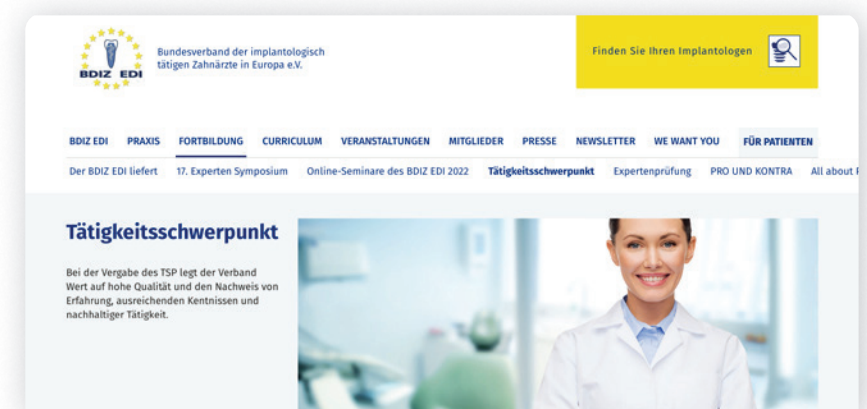 BDIZ EDI
Bundesverband der implantologisch
tätigen Zahnärzte in Europa e.V.
Finden Sie Ihren Implantologen
BDIZ EDI PRAXIS FORTBILDUNG CURRICULUM VERANSTALTUNGEN MITGLIEDER PRESSE NEWSLETTER WE WANT YOU FÜR PATIENTEN
Der BDIZ EDI liefert 17. Experten Symposium Online-Seminare des BDIZ EDI 2022 Tätigkeitsschwerpunkt Expertenprüfung PRO UND KONTRA All about
Tätigkeitsschwerpunkt
Bei der Vergabe des TSP legt der Verband
Wert auf hohe Qualität und den Nachweis von
Erfahrung, ausreichenden Kentnissen und
nachhaltiger Tätigkeit.